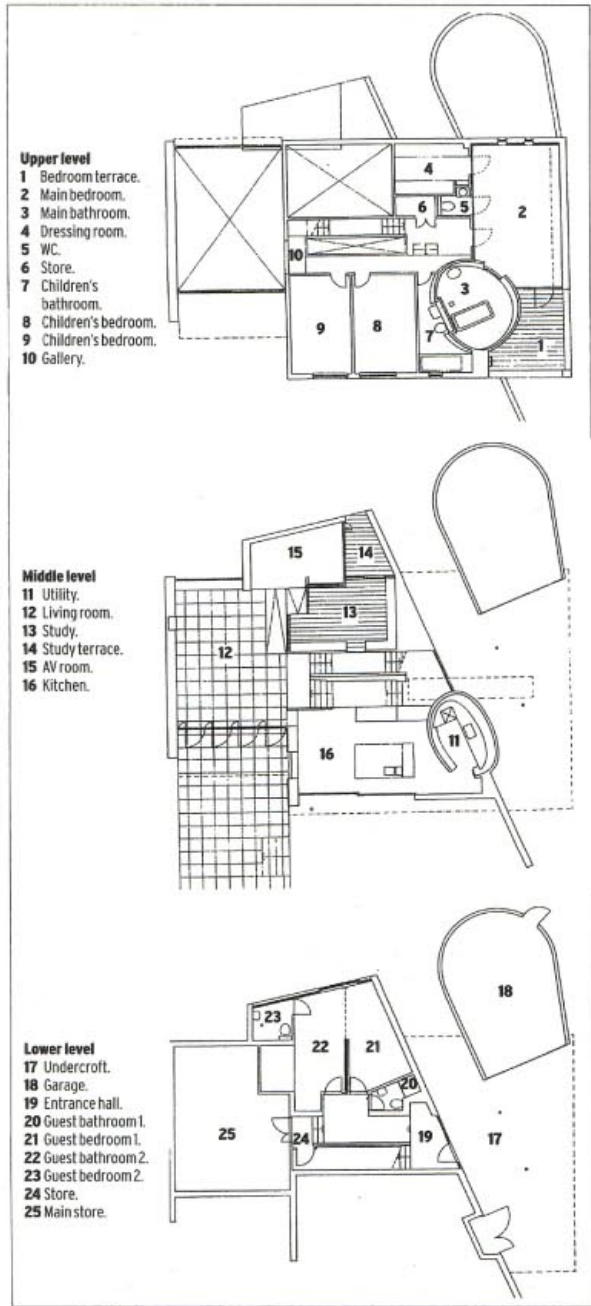 Upper level
1 Bedroom terrace.
2 Main bedroom.
3 Main bathroom.
4 Dressing room.
5 WC.
6 Store.
7 Children's
bathroom.
8 Children's bedroom.
9 Children's bedroom.
10 Gallery.
4
6
5
2
10
3
9
8
7
1
Middle level
11 Utility.
12 Living room.
13 Study.
14 Study terrace.
15 AV room.
16 Kitchen.
15
14
13
12
16
11
Lower level
17 Undercroft.
18 Garage.
19 Entrance hall.
20 Guest bathroom 1.
21 Guest bedroom 1.
22 Guest bathroom 2.
23 Guest bedroom 2.
24 Store.
25 Main store.
18
23
22
21
20
25
24
19
17